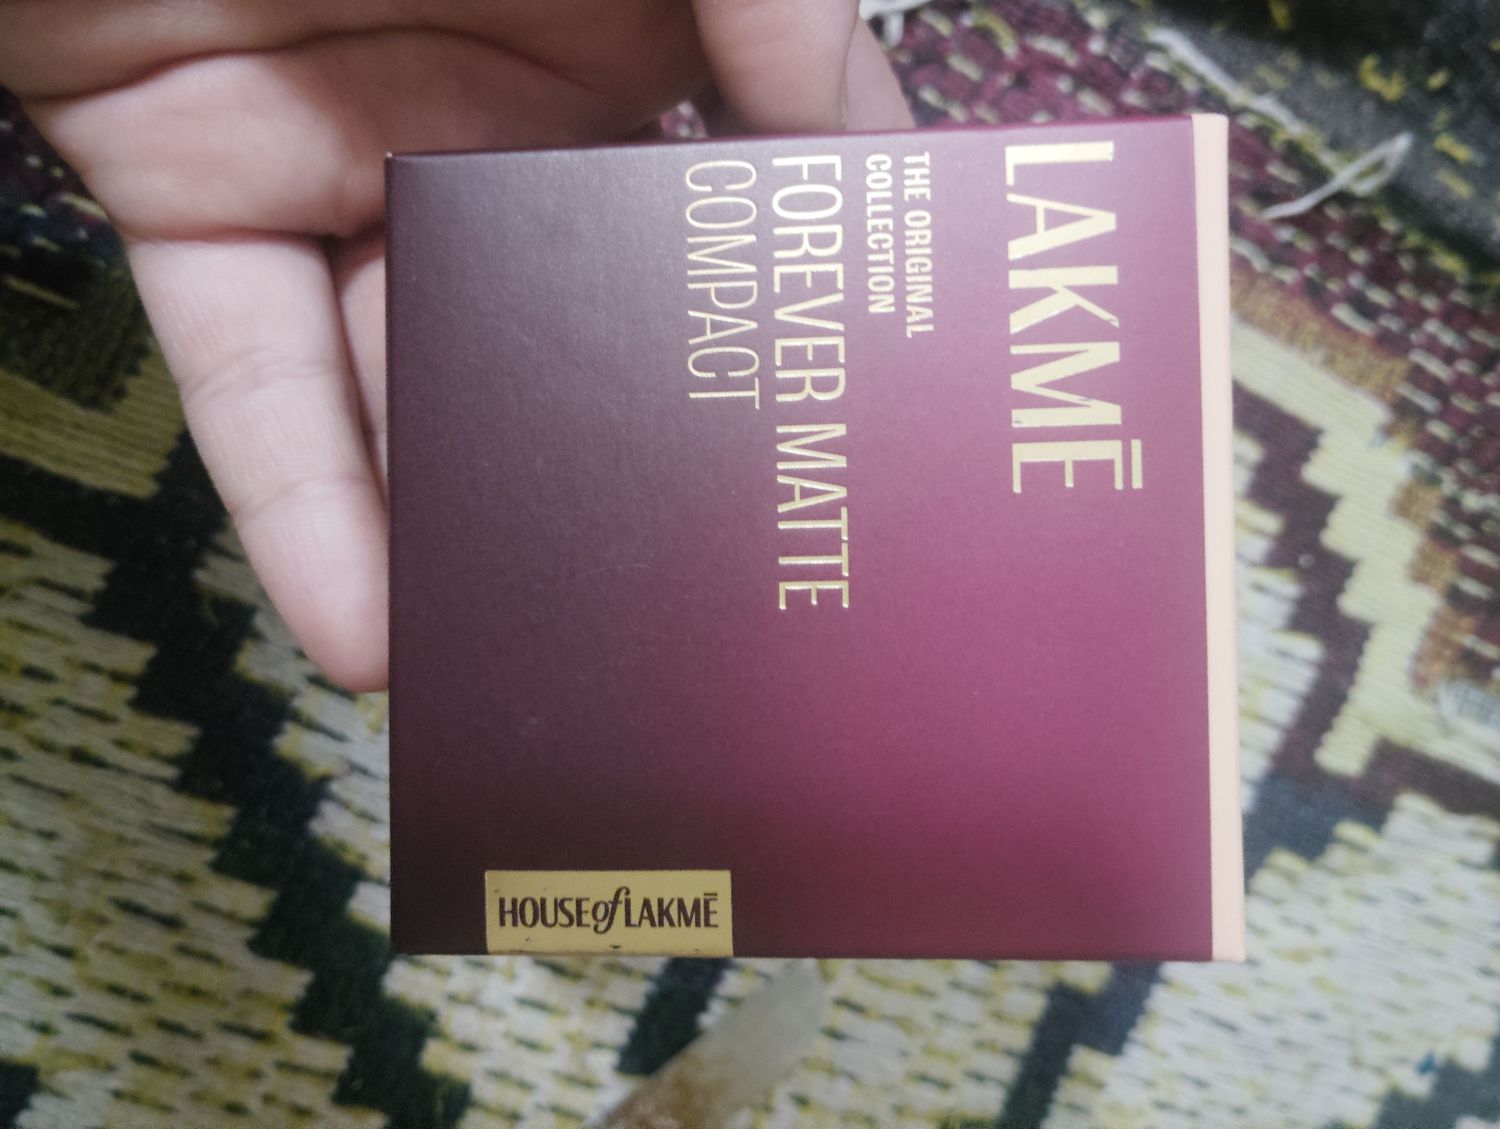 LAKMĒ
THE ORIGINAL
COLLECTION
FOREVER MATTE
COMPACT
HOUSE of LAKMĒ